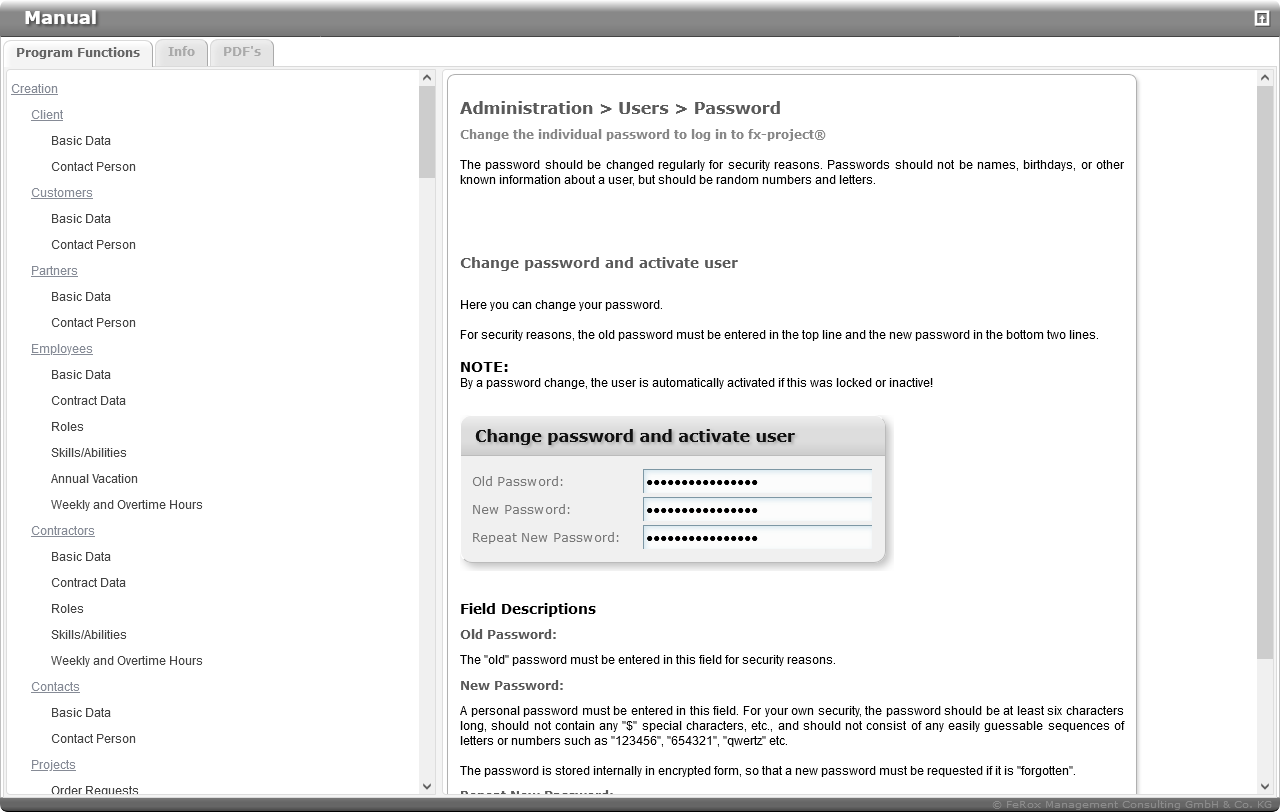 Manual
Program Functions
Info
PDF's
Creation
Client
Basic Data
Contact Person
Customers
Basic Data
Contact Person
Partners
Basic Data
Contact Person
Employees
Basic Data
Contract Data
Roles
Skills/Abilities
Annual Vacation
Weekly and Overtime Hours
Contractors
Basic Data
Contract Data
Roles
Skills/Abilities
Weekly and Overtime Hours
Contacts
Basic Data
Contact Person
Projects
Order Requests
Administration > Users > Password
Change the individual password to log in to fx-project®
The password should be changed regularly for security reasons. Passwords should not be names, birthdays, or other
known information about a user, but should be random numbers and letters.
Change password and activate user
Here you can change your password.
For security reasons, the old password must be entered in the top line and the new password in the bottom two lines.
NOTE:
By a password change, the user is automatically activated if this was locked or inactive!
Change password and activate user
Old Password: ••••••••••••••••
New Password: ••••••••••••••••
Repeat New Password: ••••••••••••••••
Field Descriptions
Old Password:
The "old" password must be entered in this field for security reasons.
New Password:
A personal password must be entered in this field. For your own security, the password should be at least six characters
long, should not contain any "$" special characters, etc., and should not consist of any easily guessable sequences of
letters or numbers such as "123456", "654321", "qwertz" etc.
The password is stored internally in encrypted form, so that a new password must be requested if it is "forgotten".
Repeat New Password:
© FeRox Management Consulting GmbH & Co. KG